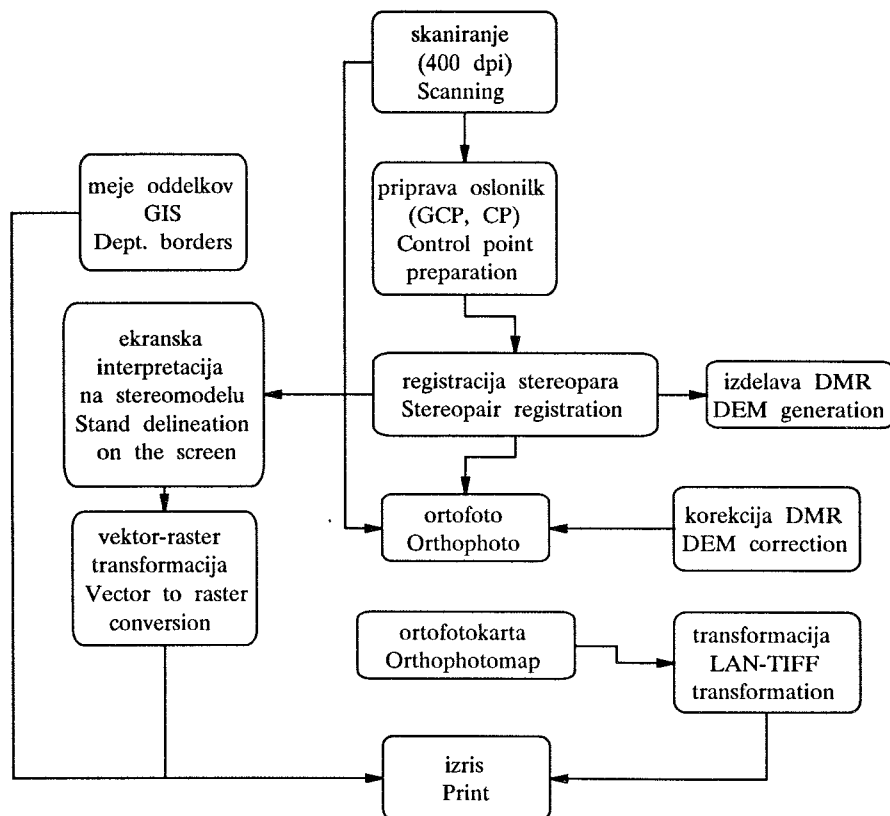 skaniranje
(400 dpi)
Scanning
meje oddelkov
GIS
Dept. borders
priprava oslonilk
(GCP, CP)
Control point
preparation
ekranska
interpretacija
na stereomodelu
Stand delineation
on the screen
registracija stereopara
Stereopair registration
izdelava DMR
DEM generation
vektor-raster
transformacija
Vector to raster
conversion
ortofoto
Orthophoto
korekcija DMR
DEM correction
ortofotokarta
Orthophotomap
transformacija
LAN-TIFF
transformation
izris
Print